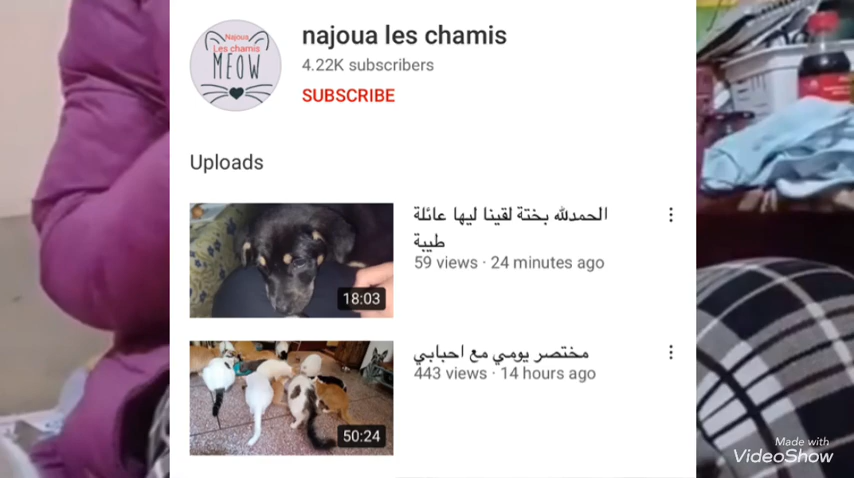 Najoua
Les chamis
MEOW
najoua les chamis
4.22K subscribers
SUBSCRIBE
Uploads
الحمدلله بختة لقينا ليها عائلة
طيبة
59 views · 24 minutes ago
18:03
مختصر يومي مع احبابي
443 views · 14 hours ago
50:24
Made with
VideoShow